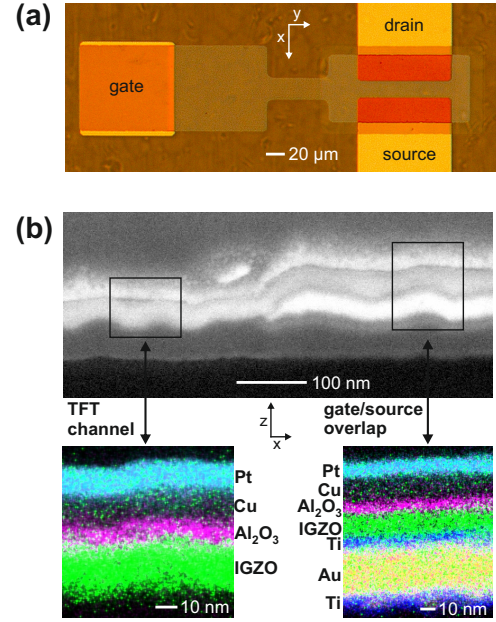 (a)
y
x
drain
gate
20 µm
source
(b)
100 nm
TFT
channel
z
x
gate/source
overlap
Pt
Cu
Al₂O₃
IGZO
10 nm
Pt
Cu
Al₂O₃
IGZO
Ti
Au
Ti
10 nm